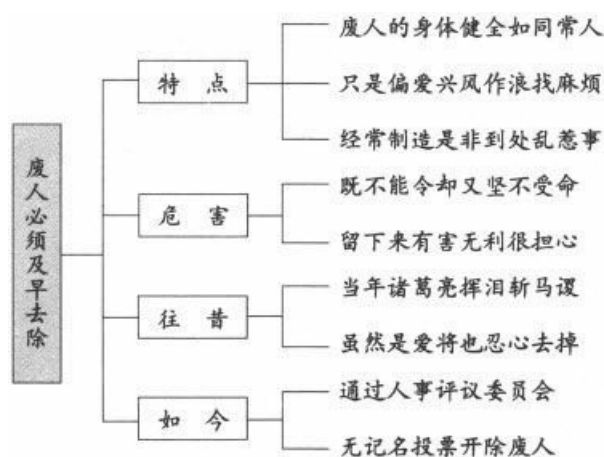 废人必须及早去除
特点
废人的身体健全如同常人
只是偏爱兴风作浪找麻烦
经常制造是非到处乱惹事
危害
既不能令却又坚不受命
留下来有害无利很担心
往昔
当年诸葛亮挥泪斩马谡
虽然是爱将也忍心去掉
如今
通过人事评议委员会
无记名投票开除废人